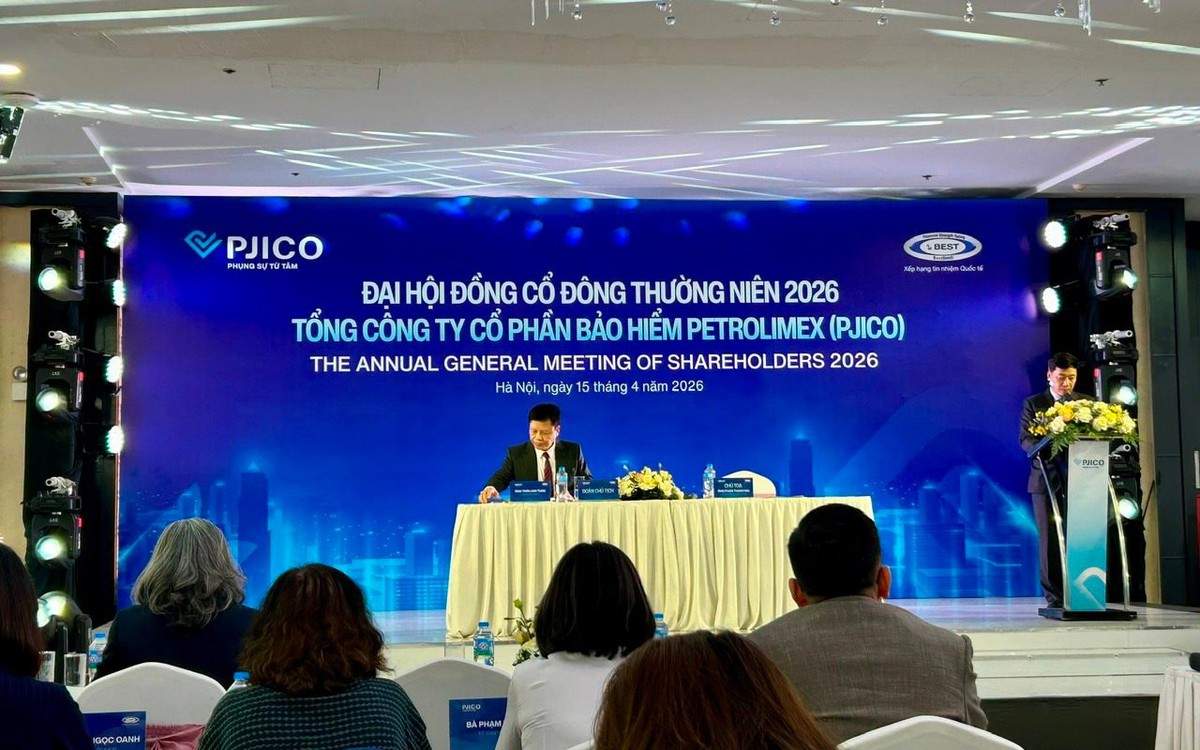 PJICO
PHỤNG SỰ TỪ TÂM
BEST
Xếp hạng tín nhiệm Quốc tế
ĐẠI HỘI ĐỒNG CỔ ĐÔNG THƯỜNG NIÊN 2026
TỔNG CÔNG TY CỔ PHẦN BẢO HIỂM PETROLIMEX (PJICO)
THE ANNUAL GENERAL MEETING OF SHAREHOLDERS 2026
Hà Nội, ngày 15 tháng 4 năm 2026
ĐOÀN CHỦ TỊCH
CHỦ TỌA
PJICO
NGỌC OANH
PJICO
BÀ PHẠM